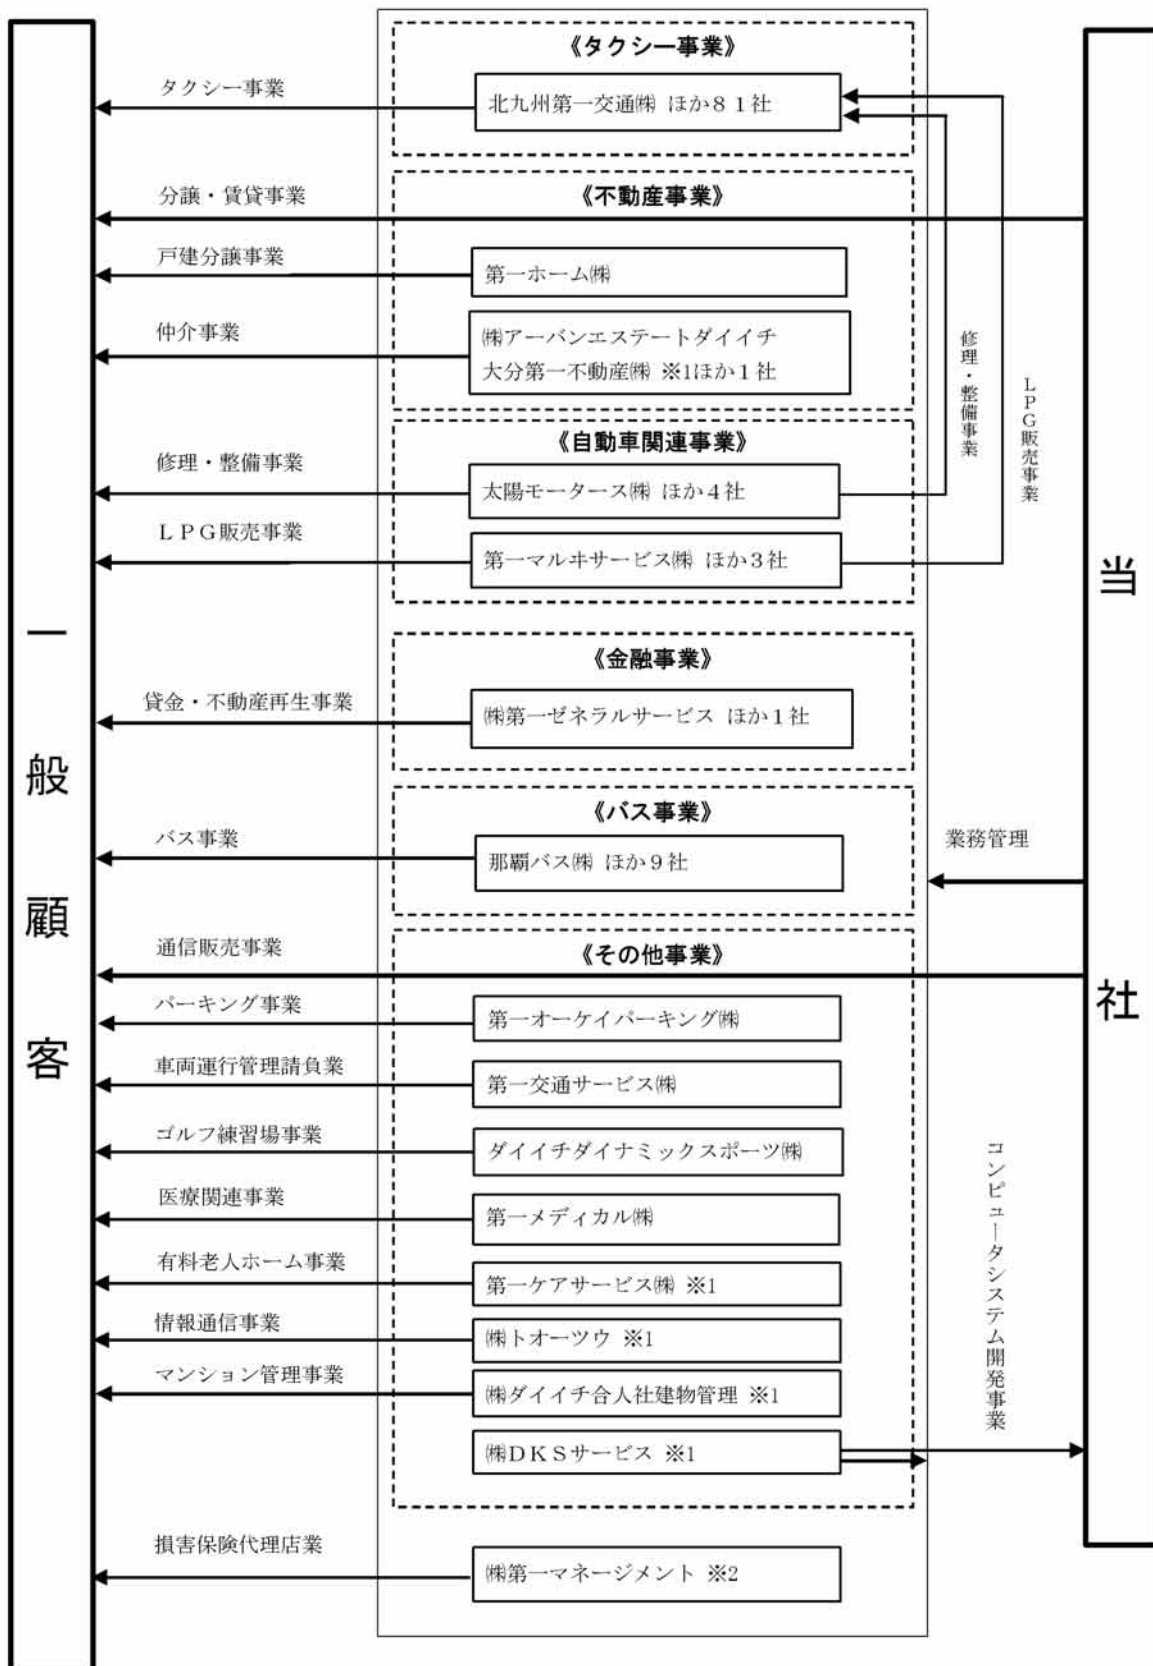 《タクシー事業》
タクシー事業
北九州第一交通㈱ ほか８１社
分譲・賃貸事業
《不動産事業》
戸建分譲事業
第一ホーム㈱
仲介事業
㈱アーバンエステートダイイチ
大分第一不動産㈱ ※1ほか１社
《自動車関連事業》
修理・整備事業
太陽モータース㈱ ほか４社
ＬＰＧ販売事業
第一マルヰサービス㈱ ほか３社
修理・整備事業
ＬＰＧ販売事業
《金融事業》
貸金・不動産再生事業
㈱第一ゼネラルサービス ほか１社
《バス事業》
バス事業
那覇バス㈱ ほか９社
業務管理
通信販売事業
《その他事業》
パーキング事業
第一オーケイパーキング㈱
車両運行管理請負業
第一交通サービス㈱
ゴルフ練習場事業
ダイイチダイナミックスポーツ㈱
医療関連事業
第一メディカル㈱
有料老人ホーム事業
第一ケアサービス㈱ ※1
情報通信事業
㈱トオーツウ ※1
マンション管理事業
㈱ダイイチ合人社建物管理 ※1
㈱ＤＫＳサービス ※1
コンピュータシステム開発事業
損害保険代理店業
㈱第一マネージメント ※2
一般顧客
当社